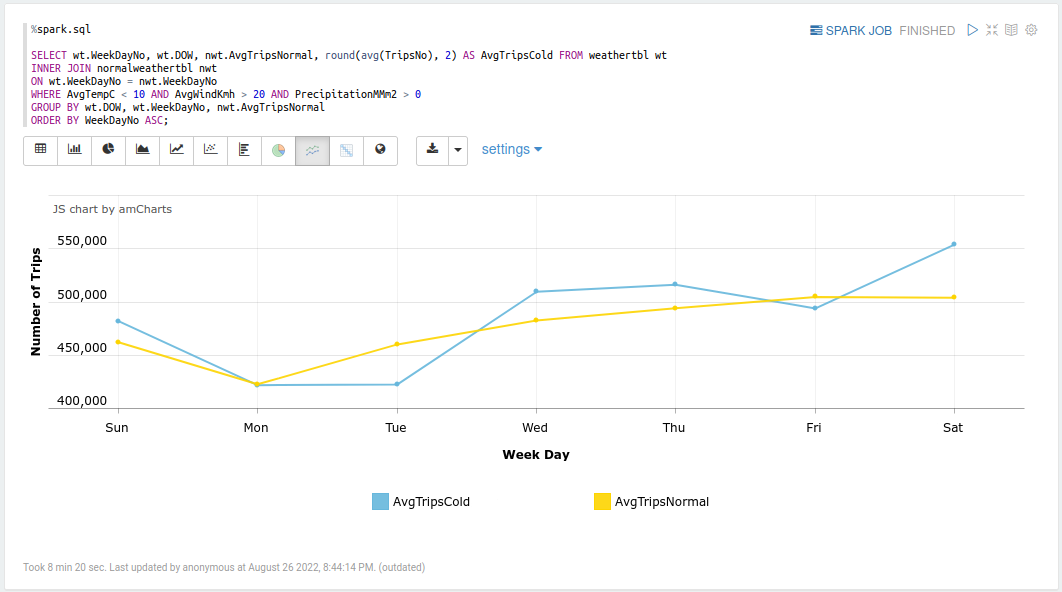 %spark.sql
SPARK JOB FINISHED
SELECT wt.WeekDayNo, wt.DOW, nwt.AvgTripsNormal, round(avg(TripsNo), 2) AS AvgTripsCold FROM weathertbl wt
INNER JOIN normalweathertbl nwt
ON wt.WeekDayNo = nwt.WeekDayNo
WHERE AvgTempC < 10 AND AvgWindKmh > 20 AND PrecipitationMMm2 > 0
GROUP BY wt.DOW, wt.WeekDayNo, nwt.AvgTripsNormal
ORDER BY WeekDayNo ASC;
settings
JS chart by amCharts
550,000
500,000
450,000
400,000
Number of Trips
Sun Mon Tue Wed Thu Fri Sat
Week Day
AvgTripsCold AvgTripsNormal
Took 8 min 20 sec. Last updated by anonymous at August 26 2022, 8:44:14 PM. (outdated)